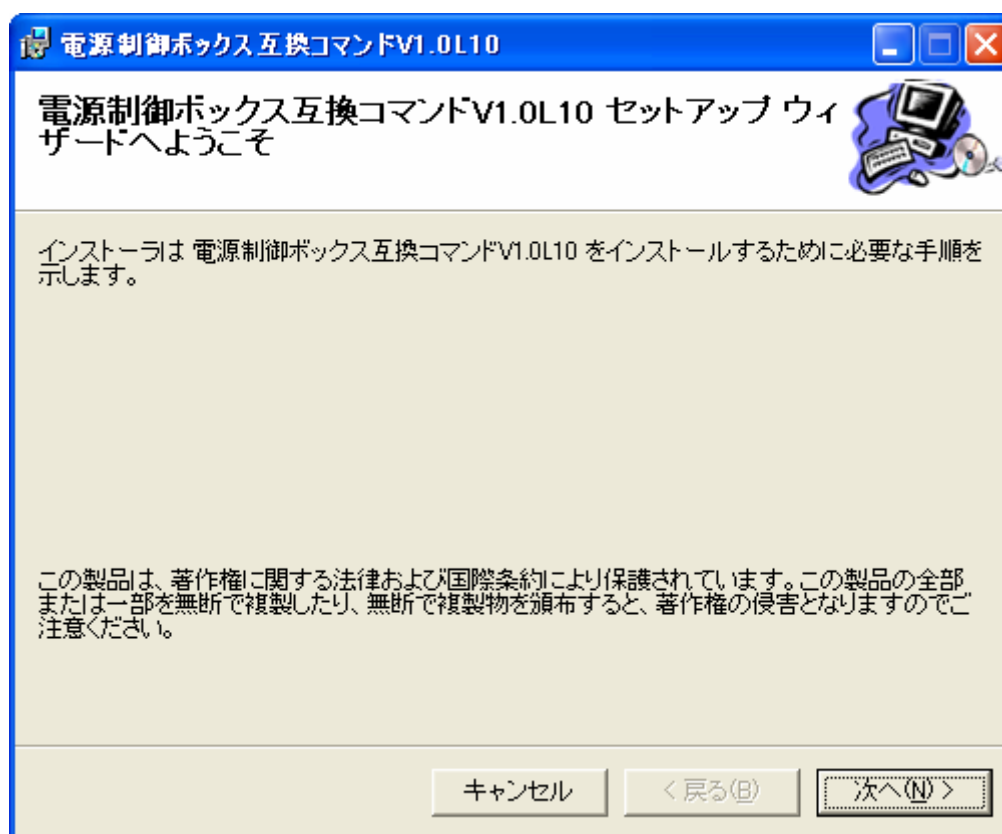 電源制御ボックス互換コマンドV1.0L10
電源制御ボックス互換コマンドV1.0L10 セットアップ ウィ
ザードへようこそ
インストーラは 電源制御ボックス互換コマンドV1.0L10 をインストールするために必要な手順を
示します。
この製品は、著作権に関する法律および国際条約により保護されています。この製品の全部
または一部を無断で複製したり、無断で複製物を頒布すると、著作権の侵害となりますのでご
注意ください。
キャンセル < 戻る(B) 次へ(N) >